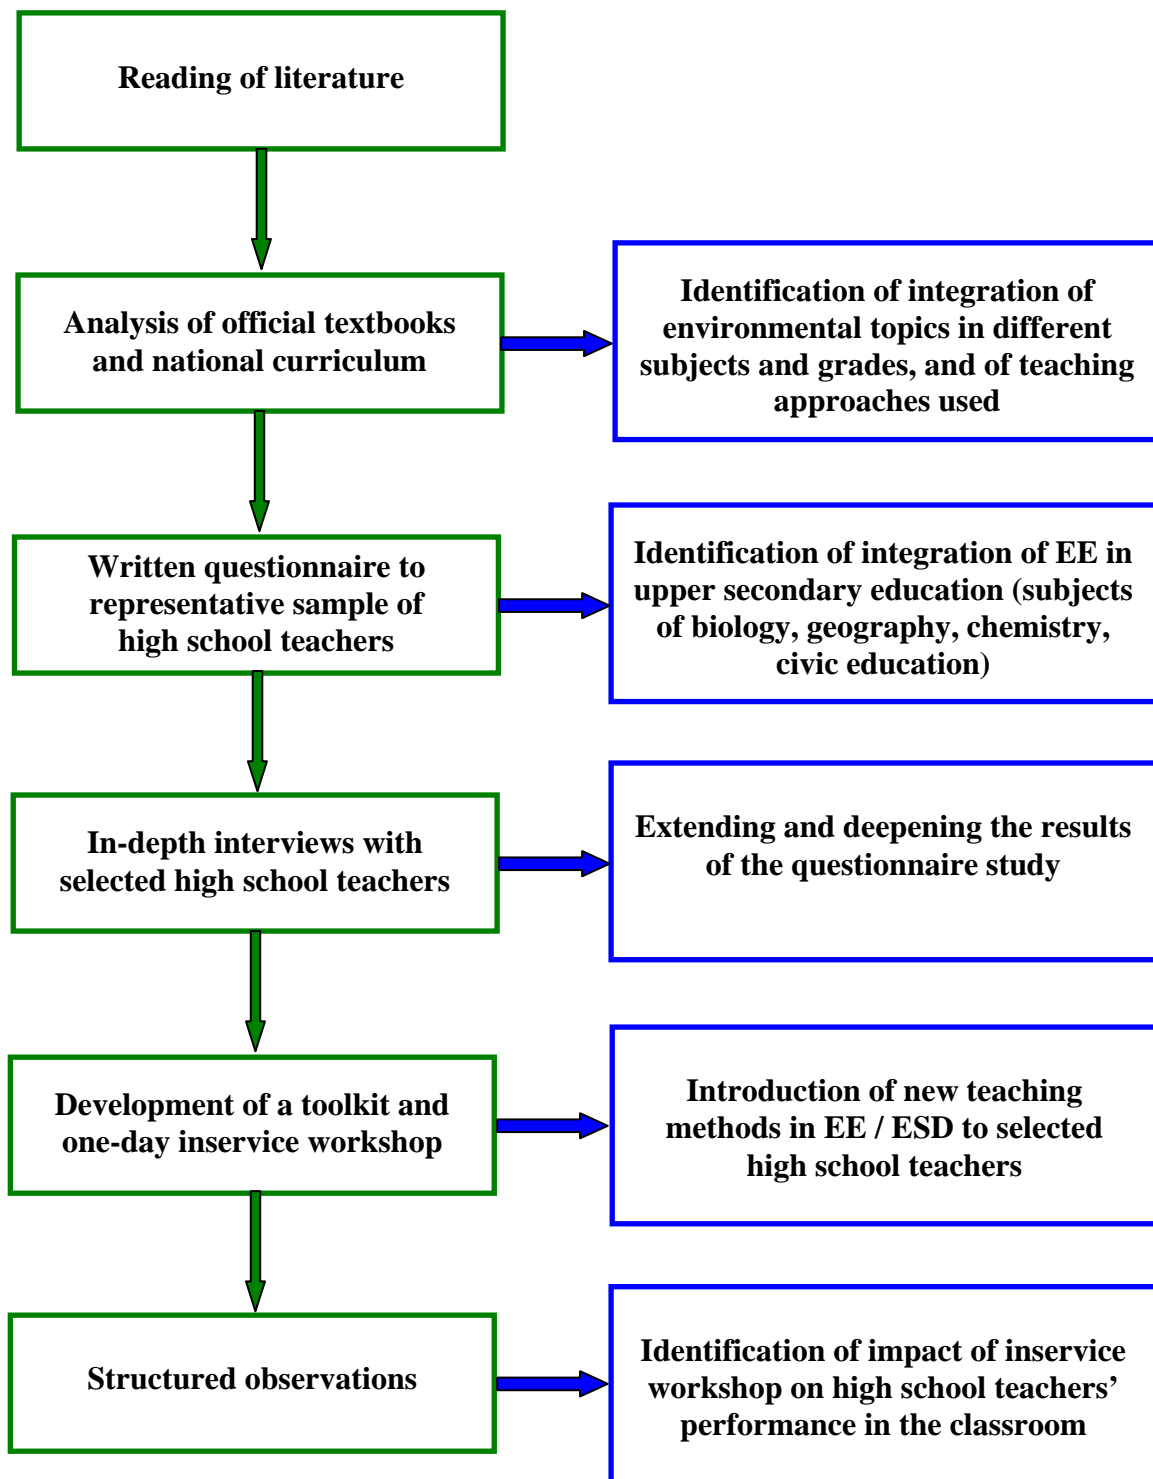 Reading of literature
Analysis of official textbooks
and national curriculum
Identification of integration of
environmental topics in different
subjects and grades, and of teaching
approaches used
Written questionnaire to
representative sample of
high school teachers
Identification of integration of EE in
upper secondary education (subjects
of biology, geography, chemistry,
civic education)
In-depth interviews with
selected high school teachers
Extending and deepening the results
of the questionnaire study
Development of a toolkit and
one-day inservice workshop
Introduction of new teaching
methods in EE / ESD to selected
high school teachers
Structured observations
Identification of impact of inservice
workshop on high school teachers’
performance in the classroom